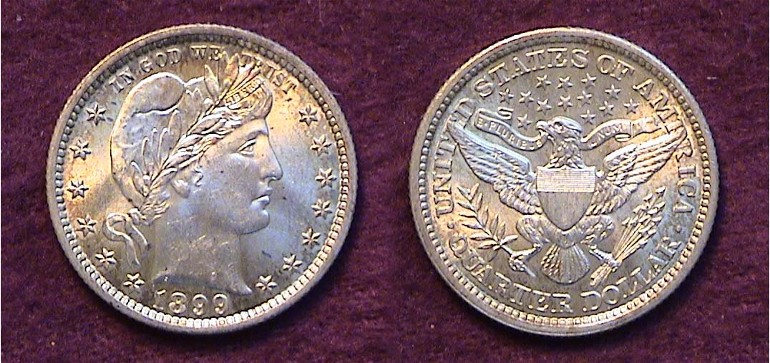 IN GOD WE TRUST
1899
UNITED STATES OF AMERICA
E PLURIBUS UNUM
QUARTER DOLLAR